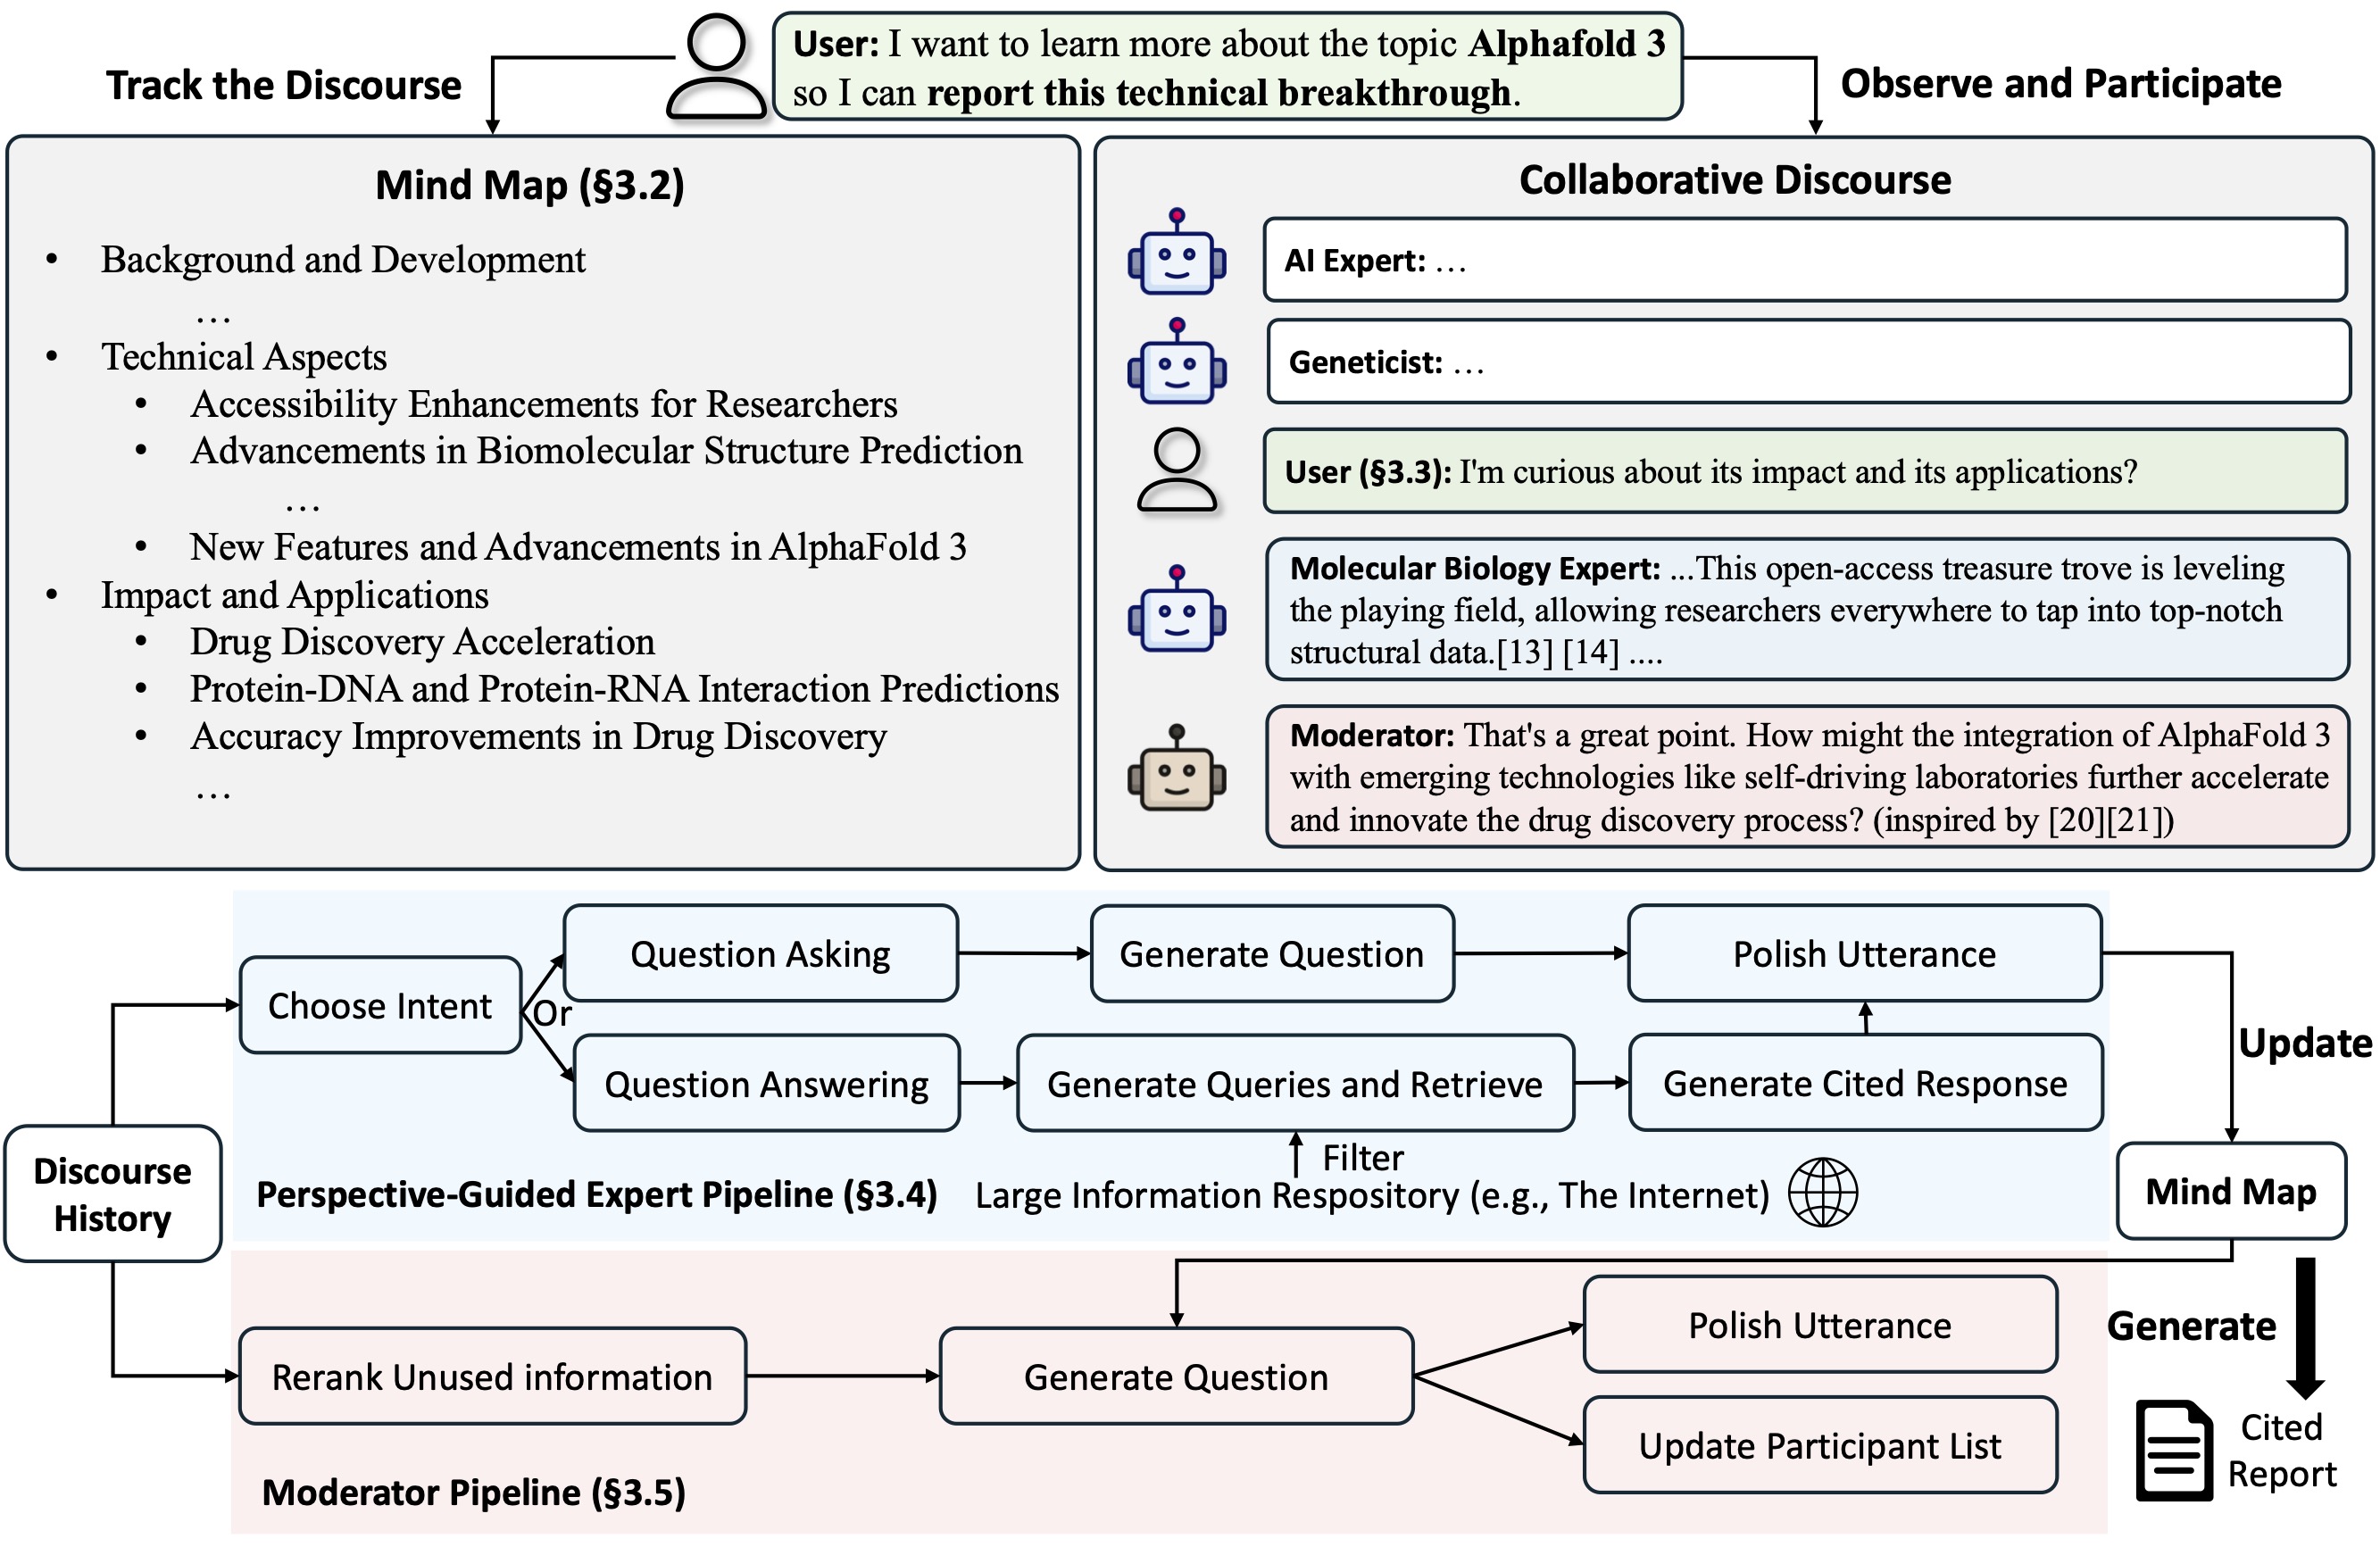 User: I want to learn more about the topic Alphafold 3
so I can report this technical breakthrough.
Track the Discourse
Observe and Participate
Mind Map (§3.2)
• Background and Development
…
• Technical Aspects
• Accessibility Enhancements for Researchers
• Advancements in Biomolecular Structure Prediction
…
• New Features and Advancements in AlphaFold 3
• Impact and Applications
• Drug Discovery Acceleration
• Protein-DNA and Protein-RNA Interaction Predictions
• Accuracy Improvements in Drug Discovery
…
Collaborative Discourse
AI Expert: …
Geneticist: …
User (§3.3): I'm curious about its impact and its applications?
Molecular Biology Expert: ...This open-access treasure trove is leveling
the playing field, allowing researchers everywhere to tap into top-notch
structural data.[13] [14] ....
Moderator: That's a great point. How might the integration of AlphaFold 3
with emerging technologies like self-driving laboratories further accelerate
and innovate the drug discovery process? (inspired by [20][21])
Discourse
History
Choose Intent
Or
Question Asking
Generate Question
Polish Utterance
Question Answering
Generate Queries and Retrieve
Generate Cited Response
Filter
Perspective-Guided Expert Pipeline (§3.4)
Large Information Respository (e.g., The Internet)
Update
Mind Map
Rerank Unused information
Generate Question
Polish Utterance
Update Participant List
Moderator Pipeline (§3.5)
Generate
Cited
Report